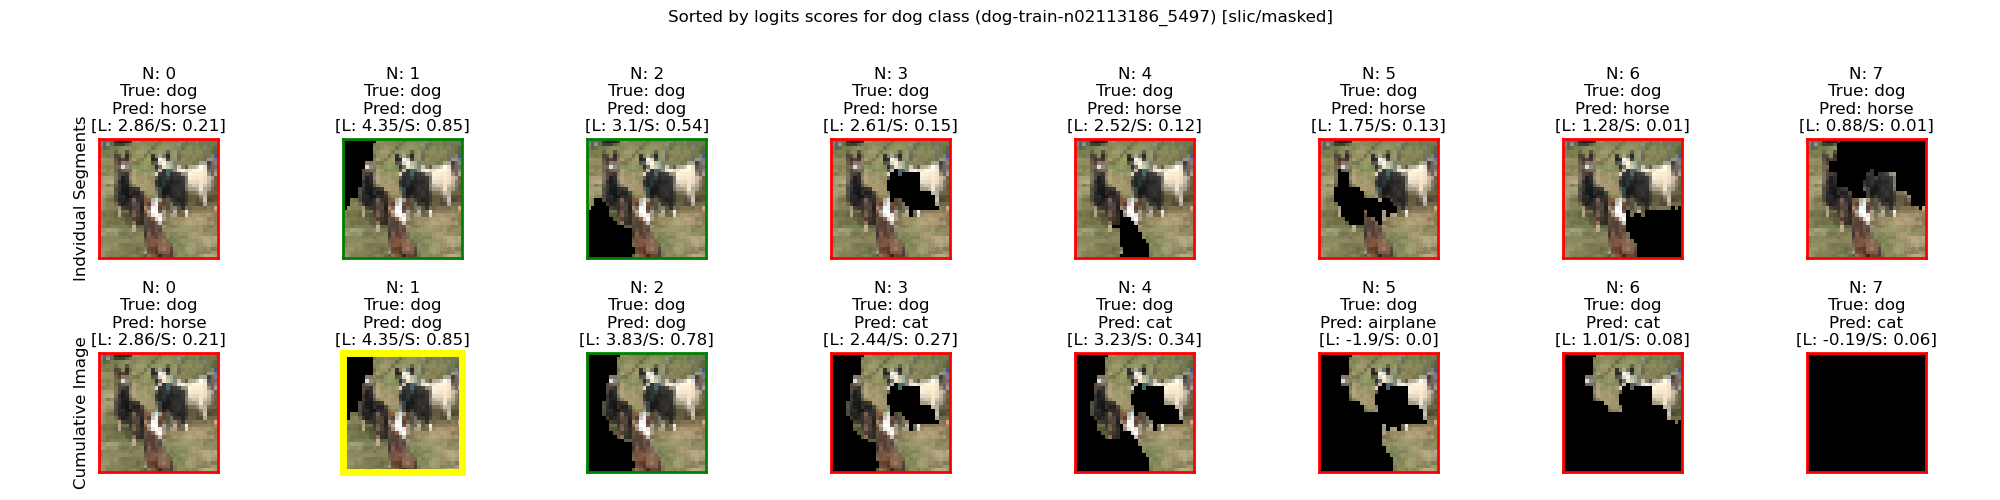 Sorted by logits scores for dog class (dog-train-n02113186_5497) [slic/masked]
Indvidual Segments
N: 0
True: dog
Pred: horse
[L: 2.86/S: 0.21]
N: 1
True: dog
Pred: dog
[L: 4.35/S: 0.85]
N: 2
True: dog
Pred: dog
[L: 3.1/S: 0.54]
N: 3
True: dog
Pred: horse
[L: 2.61/S: 0.15]
N: 4
True: dog
Pred: horse
[L: 2.52/S: 0.12]
N: 5
True: dog
Pred: horse
[L: 1.75/S: 0.13]
N: 6
True: dog
Pred: horse
[L: 1.28/S: 0.01]
N: 7
True: dog
Pred: horse
[L: 0.88/S: 0.01]
Cumulative Image
N: 0
True: dog
Pred: horse
[L: 2.86/S: 0.21]
N: 1
True: dog
Pred: dog
[L: 4.35/S: 0.85]
N: 2
True: dog
Pred: dog
[L: 3.83/S: 0.78]
N: 3
True: dog
Pred: cat
[L: 2.44/S: 0.27]
N: 4
True: dog
Pred: cat
[L: 3.23/S: 0.34]
N: 5
True: dog
Pred: airplane
[L: -1.9/S: 0.0]
N: 6
True: dog
Pred: cat
[L: 1.01/S: 0.08]
N: 7
True: dog
Pred: cat
[L: -0.19/S: 0.06]